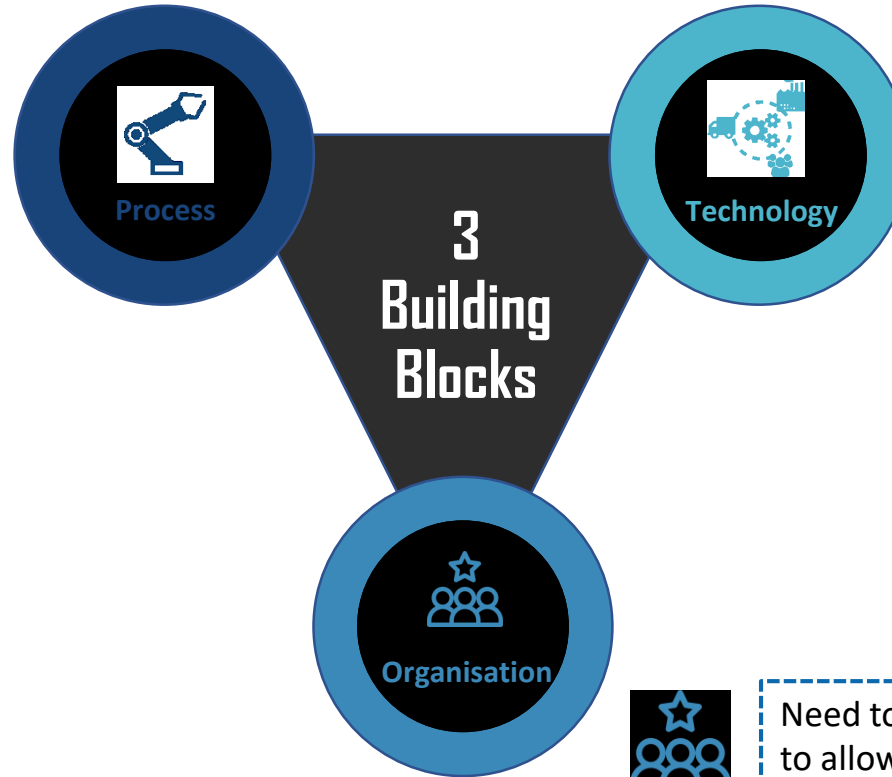 Process
Technology
3
Building
Blocks
Organisation
Need to
to allow